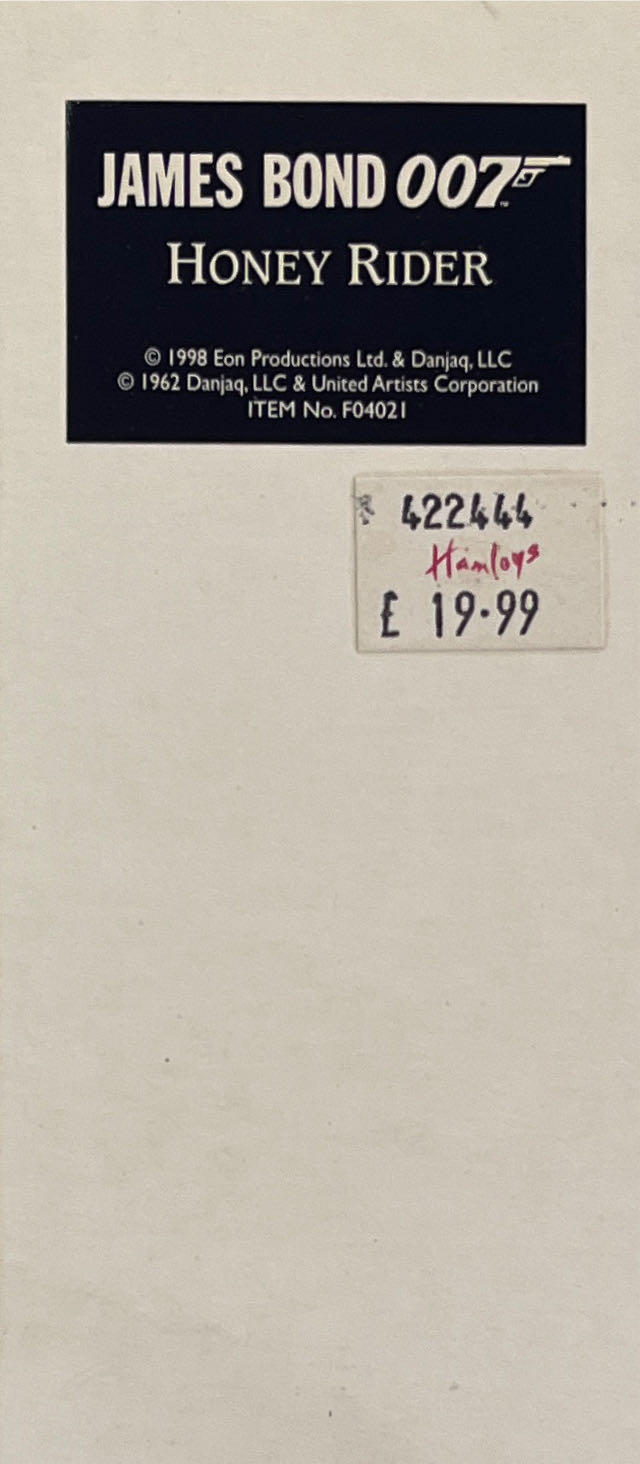 JAMES BOND 007™
HONEY RIDER
© 1998 Eon Productions Ltd. & Danjaq, LLC
© 1962 Danjaq, LLC & United Artists Corporation
ITEM No. F04021
422444
Hamleys
£ 19·99